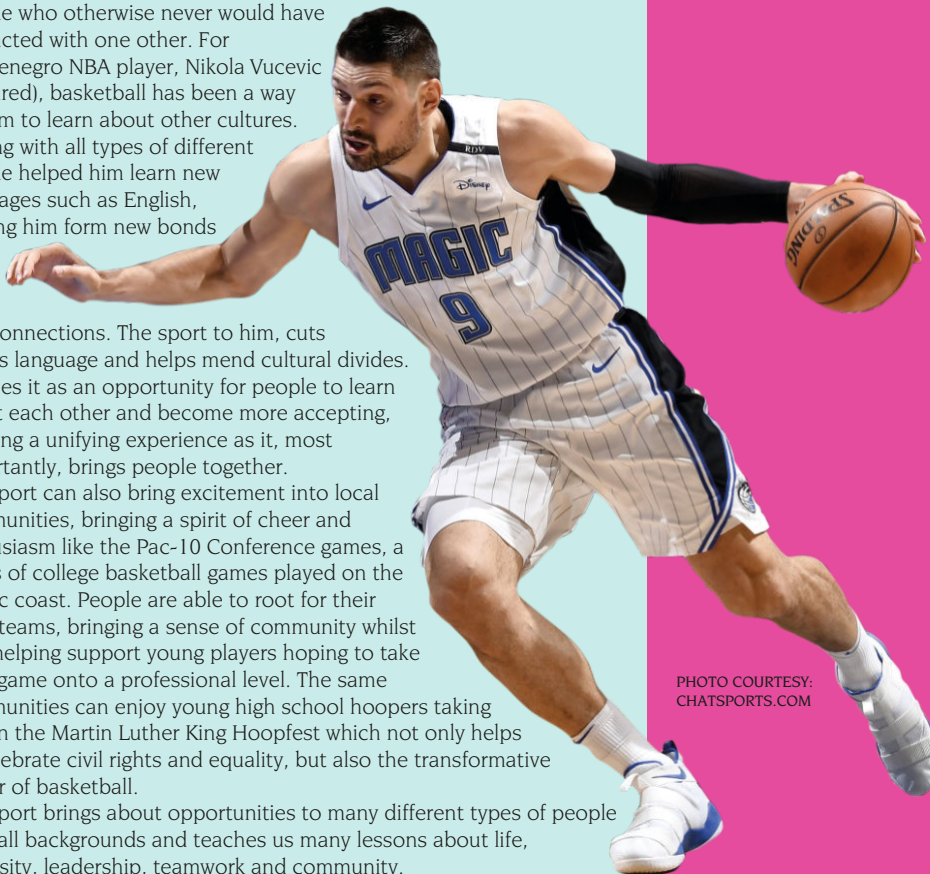 e who otherwise never would have
cted with one other. For
enegro NBA player, Nikola Vucevic
red), basketball has been a way
m to learn about other cultures.
ng with all types of different
le helped him learn new
ages such as English,
ng him form new bonds
onnections. The sport to him, cuts
s language and helps mend cultural divides.
es it as an opportunity for people to learn
t each other and become more accepting,
ng a unifying experience as it, most
rtantly, brings people together.
port can also bring excitement into local
munities, bringing a spirit of cheer and
usiasm like the Pac-10 Conference games, a
s of college basketball games played on the
c coast. People are able to root for their
teams, bringing a sense of community whilst
helping support young players hoping to take
game onto a professional level. The same
munities can enjoy young high school hoopers taking
n the Martin Luther King Hoopfest which not only helps
ebrate civil rights and equality, but also the transformative
r of basketball.
port brings about opportunities to many different types of people
all backgrounds and teaches us many lessons about life,
sity, leadership, teamwork and community.
RDV
Disney
MAGIC
9
SPALDING
PHOTO COURTESY:
CHATSPORTS.COM